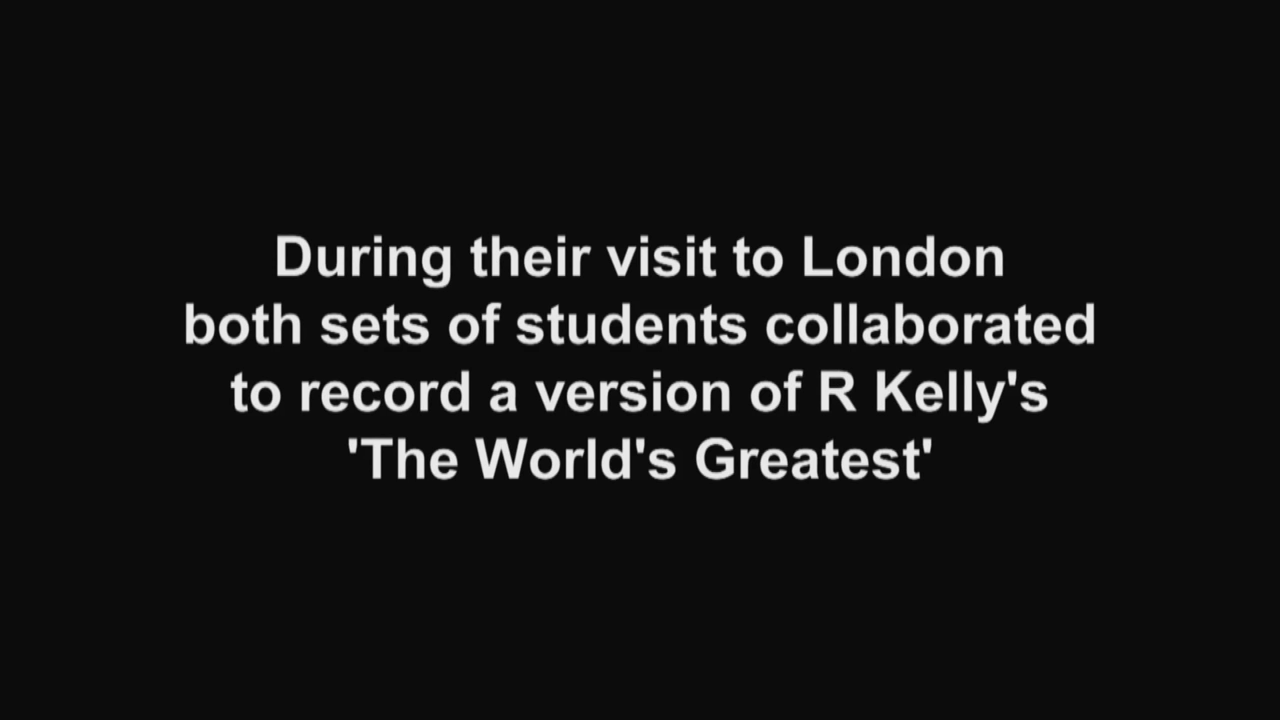 During their visit to London
both sets of students collaborated
to record a version of R Kelly's
'The World's Greatest'